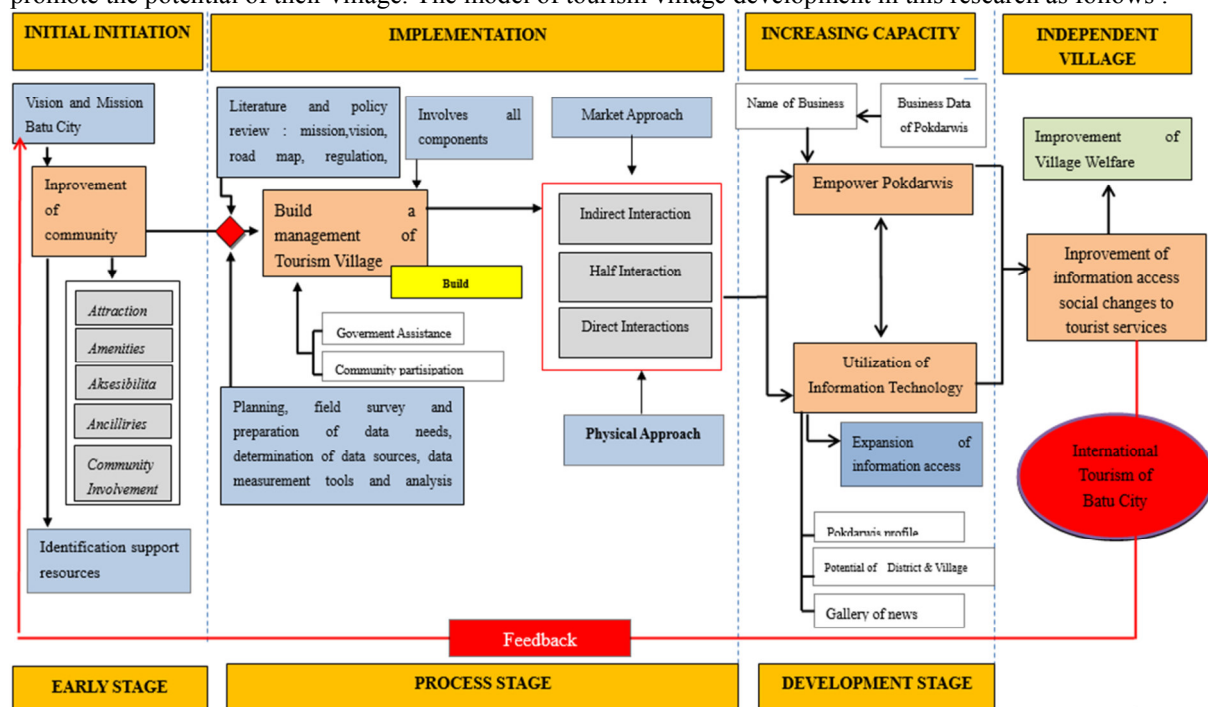 promote the potential of their village. The model of tourism village development in this research as follows :
INITIAL INITIATION
IMPLEMENTATION
INCREASING CAPACITY
INDEPENDENT
VILLAGE
Vision and Mission
Batu City
Inprovement
of
community
Attraction
Amenities
Aksesibilita
Ancilliries
Community
Involvement
Identification support
resources
Literature and policy
review : mission,vision,
road map, regulation,
Involves all
components
Build a
management of
Tourism Village
Build
Goverment Assistance
Community partisipation
Planning, field survey and
preparation of data needs,
determination of data sources, data
measurement tools and analysis
Market Approach
Indirect Interaction
Half Interaction
Direct Interactions
Physical Approach
Name of Business
Business Data
of Pokdarwis
Empower Pokdarwis
Utilization of
Information Technology
Expansion of
information access
Pokdarwis profile
Potential of District & Village
Gallery of news
Improvement of
Village Welfare
Inprovement of
information access
social changes to
tourist services
International
Tourism of
Batu City
Feedback
EARLY STAGE
PROCESS STAGE
DEVELOPMENT STAGE